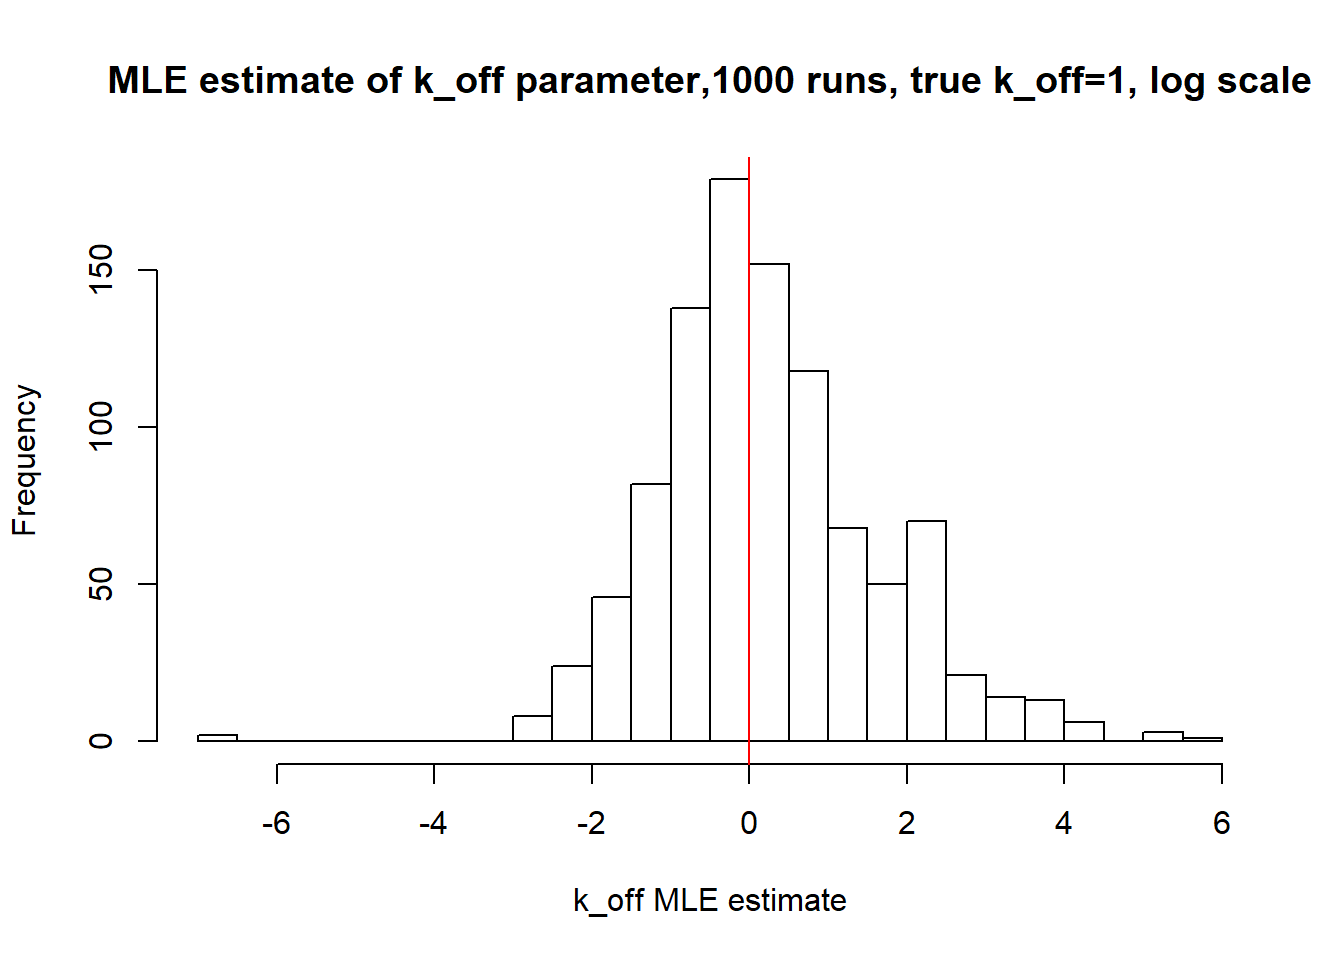 MLE estimate of k_off parameter,1000 runs, true k_off=1, log scale
Frequency
150
100
50
0
-6 -4 -2 0 2 4 6
k_off MLE estimate